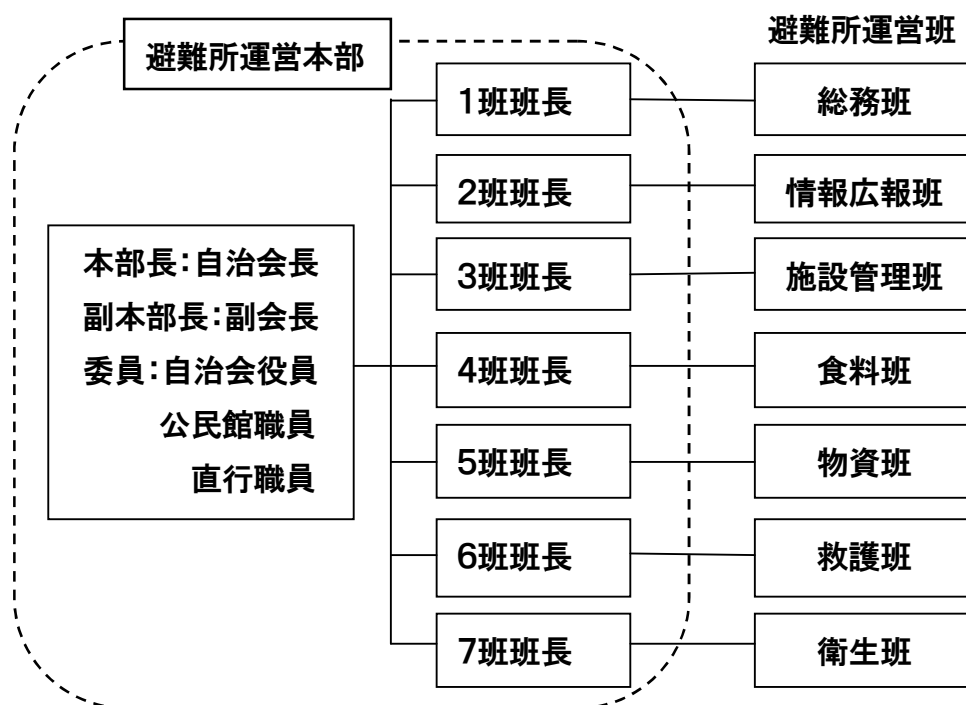 避難所運営本部
避難所運営班
本部長：自治会長
副本部長：副会長
委員：自治会役員
公民館職員
直行職員
1班班長
総務班
2班班長
情報広報班
3班班長
施設管理班
4班班長
食料班
5班班長
物資班
6班班長
救護班
7班班長
衛生班